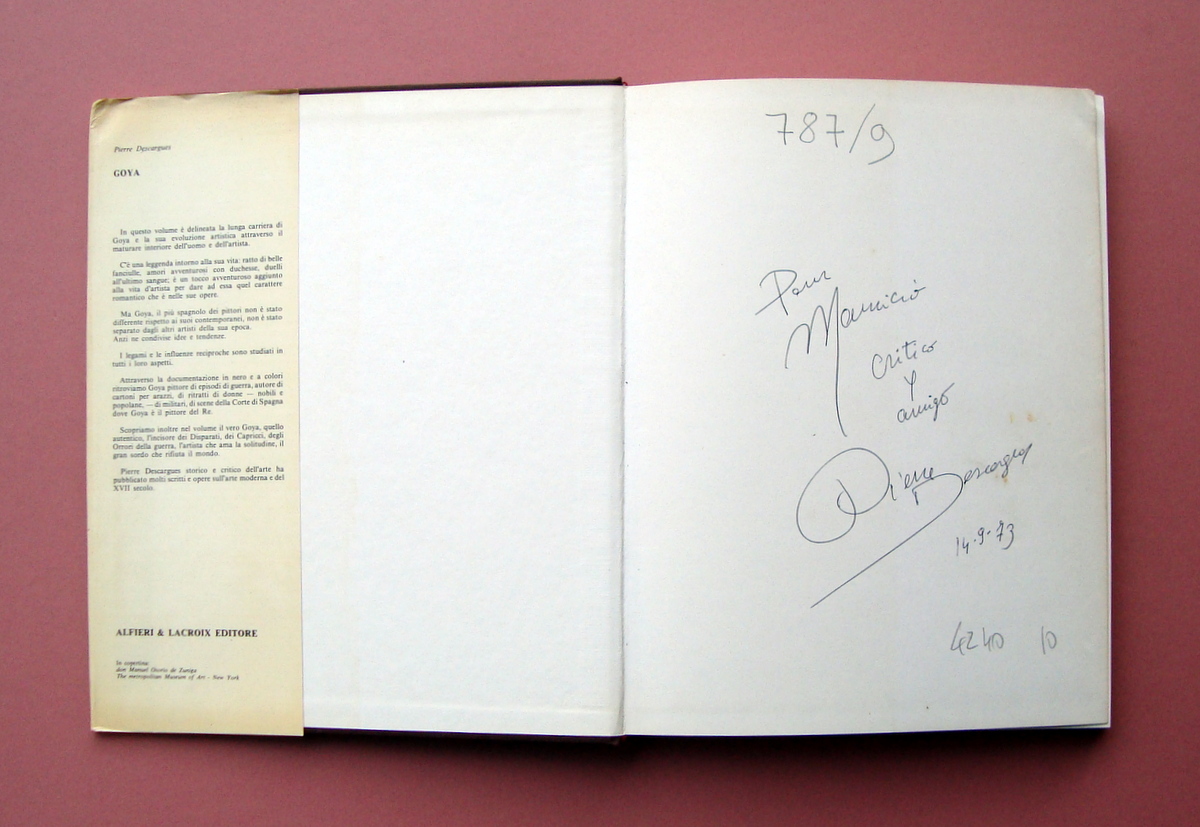 Pierre Descargues
GOYA
In questo volume è delineata la lunga carriera di
Goya e la sua evoluzione artistica attraverso il
maturare interiore dell'uomo e dell'artista.
C'è una leggenda intorno alla sua vita: ratto di belle
fanciulle, amori avventurosi con duchesse, duelli
all'ultimo sangue; è un tocco avventuroso aggiunto
alla vita d'artista per dare ad essa quel carattere
romantico che è nelle sue opere.
Ma Goya, il più spagnolo dei pittori non è stato
differente rispetto ai suoi contemporanei, non è stato
separato dagli altri artisti della sua epoca.
Anzi ne condivise idee e tendenze.
I legami e le influenze reciproche sono studiati in
tutti i loro aspetti.
Attraverso la documentazione in nero e a colori
ritroviamo Goya pittore di episodi di guerra, autore di
cartoni per arazzi, di ritratti di donne — nobili e
popolane, — di militari, di scene della Corte di Spagna
dove Goya è il pittore del Re.
Scopriamo inoltre nel volume il vero Goya, quello
autentico, l'incisore dei Disparati, dei Capricci, degli
Orrori della guerra, l'artista che ama la solitudine, il
gran sordo che rifiuta il mondo.
Pierre Descargues storico e critico dell'arte ha
pubblicato molti scritti e opere sull'arte moderna e del
XVII secolo.
ALFIERI & LACROIX EDITORE
In copertina:
don Manuel Osorio de Zuniga
The metropolitan Museum of Art - New York
787/9
Pour
Mauricio
critico
y
amigo
Pierre Descargues
14-9-73
4240 10